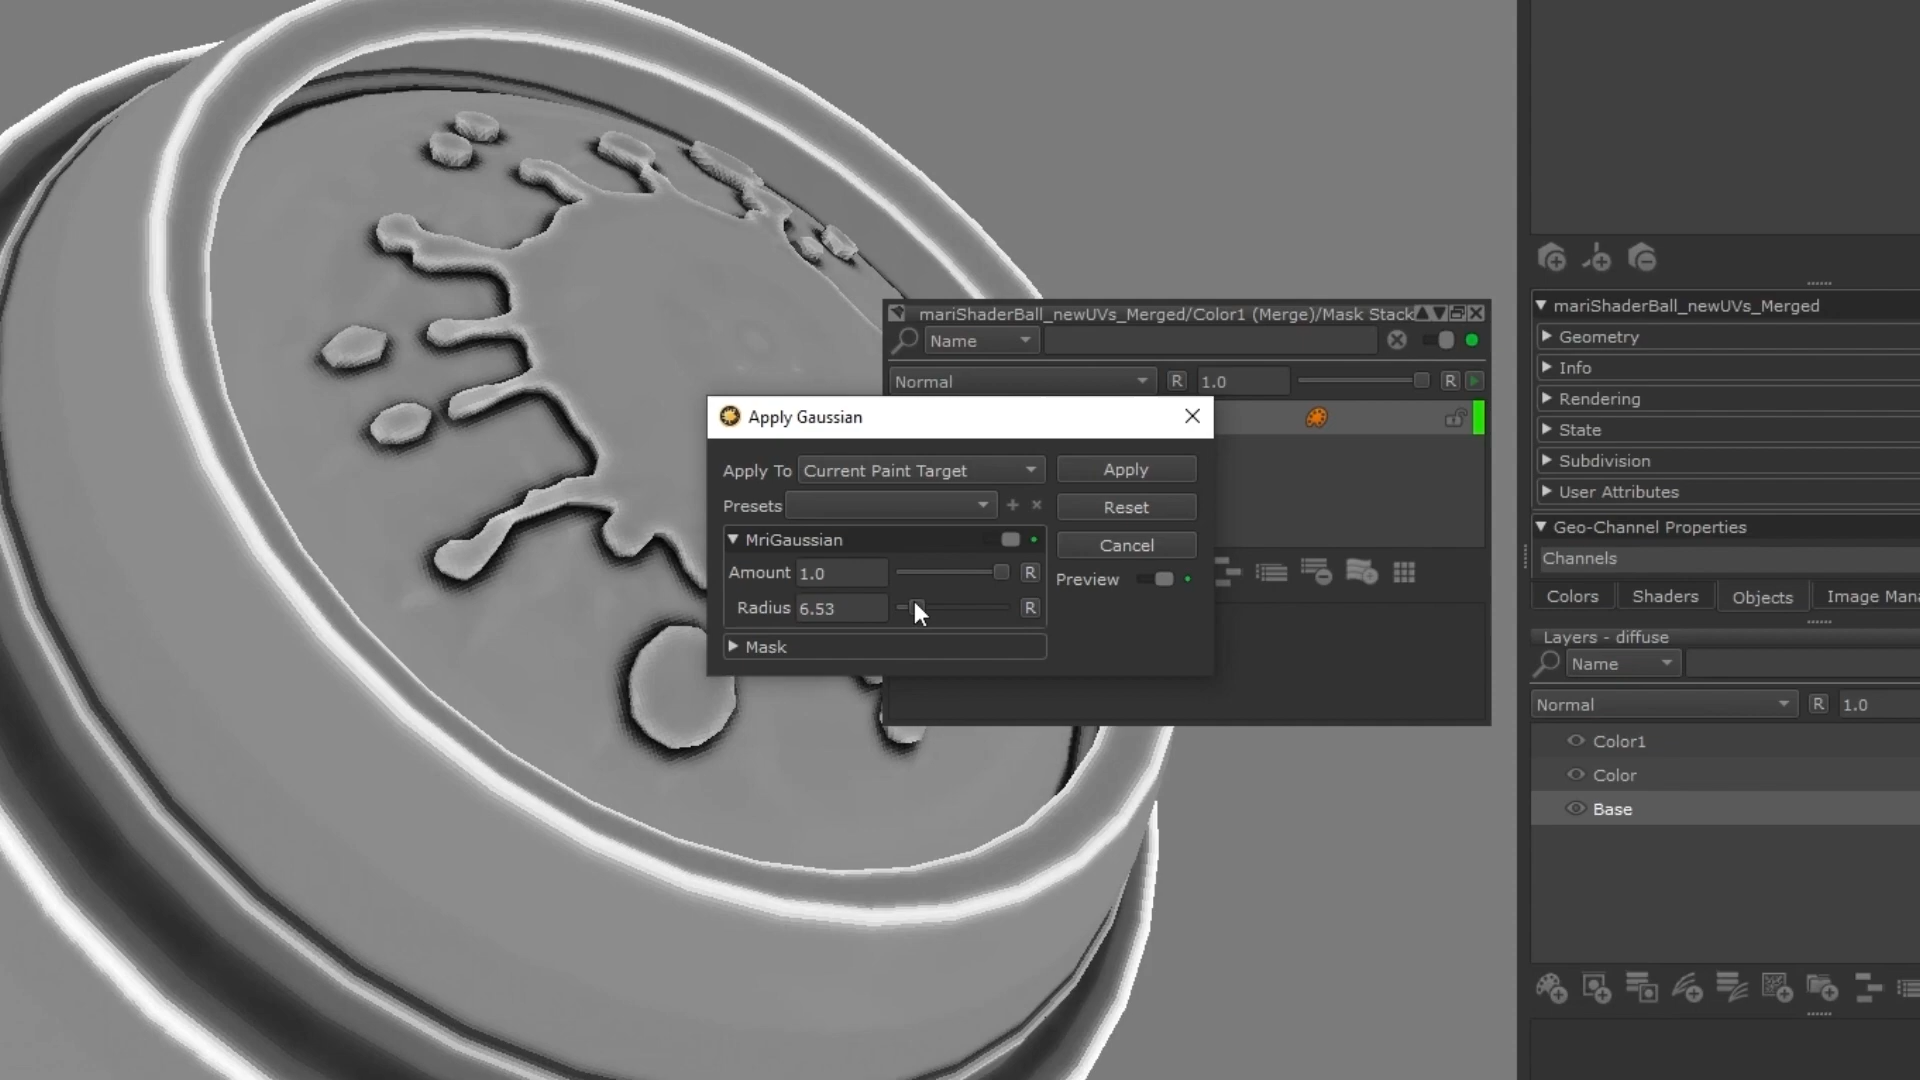 mariShaderBall_newUVs_Merged/Color1 (Merge)/Mask Stack
Name
Normal R 1.0 R
Apply Gaussian
Apply To Current Paint Target Apply
Presets Reset
MriGaussian
Cancel
Amount 1.0 R
Preview
Radius 6.53 R
Mask
mariShaderBall_newUVs_Merged
Geometry
Info
Rendering
State
Subdivision
User Attributes
Geo-Channel Properties
Channels
Colors Shaders Objects Image Mana
Layers - diffuse
Name
Normal R 1.0
Color1
Color
Base